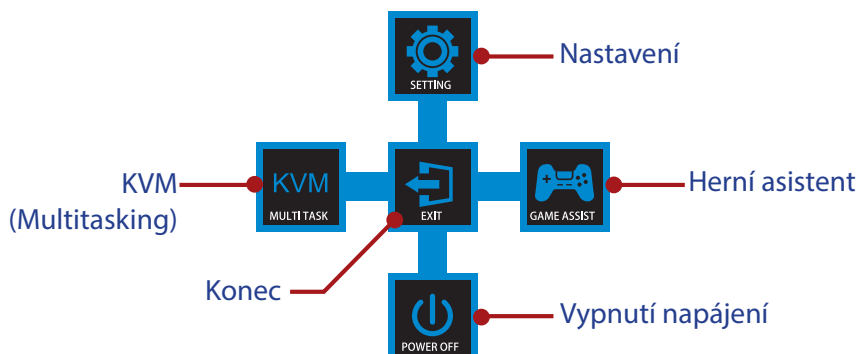 SETTING
Nastavení
KVM
(Multitasking)
KVM
MULTI TASK
EXIT
GAME ASSIST
Herní asistent
Konec
POWER OFF
Vypnutí napájení